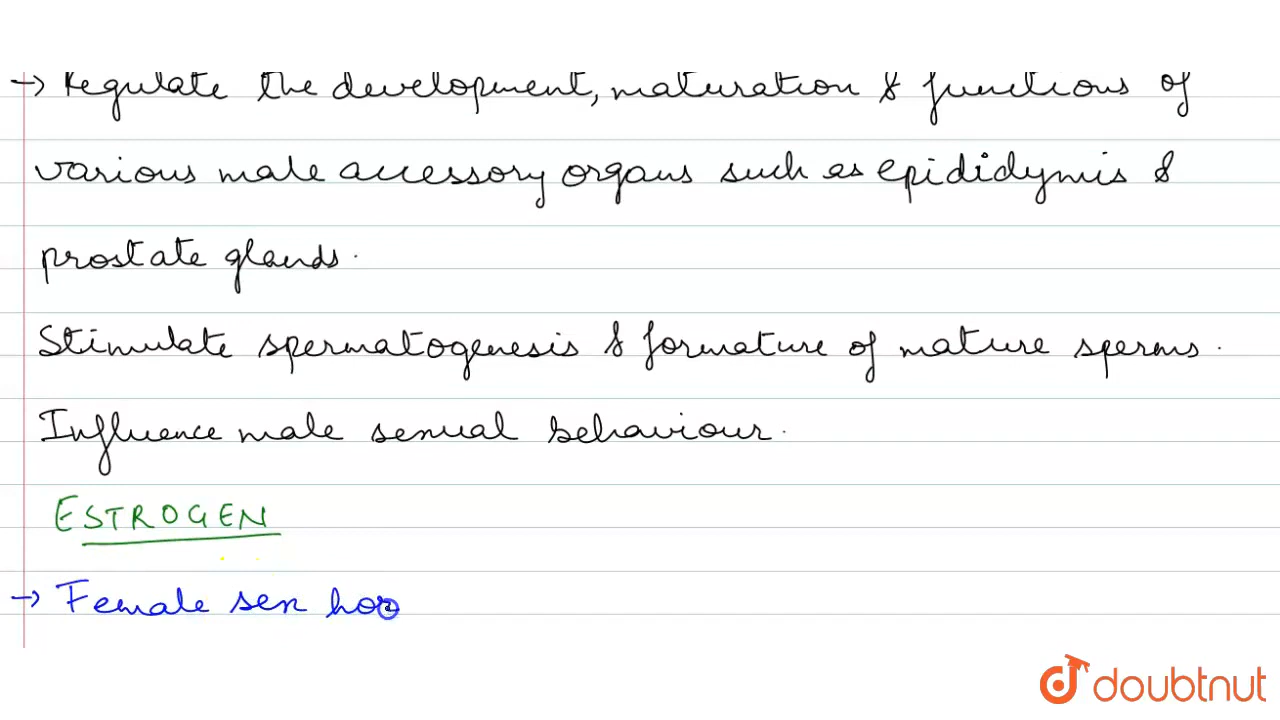 → Regulate the development, maturation & functions of
various male accessory organs such as epididymis &
prostate glands.
Stimulate spermatogenesis & formature of mature sperms.
Influence male sexual behaviour.
ESTROGEN
→ Female sex hor
doubtnut